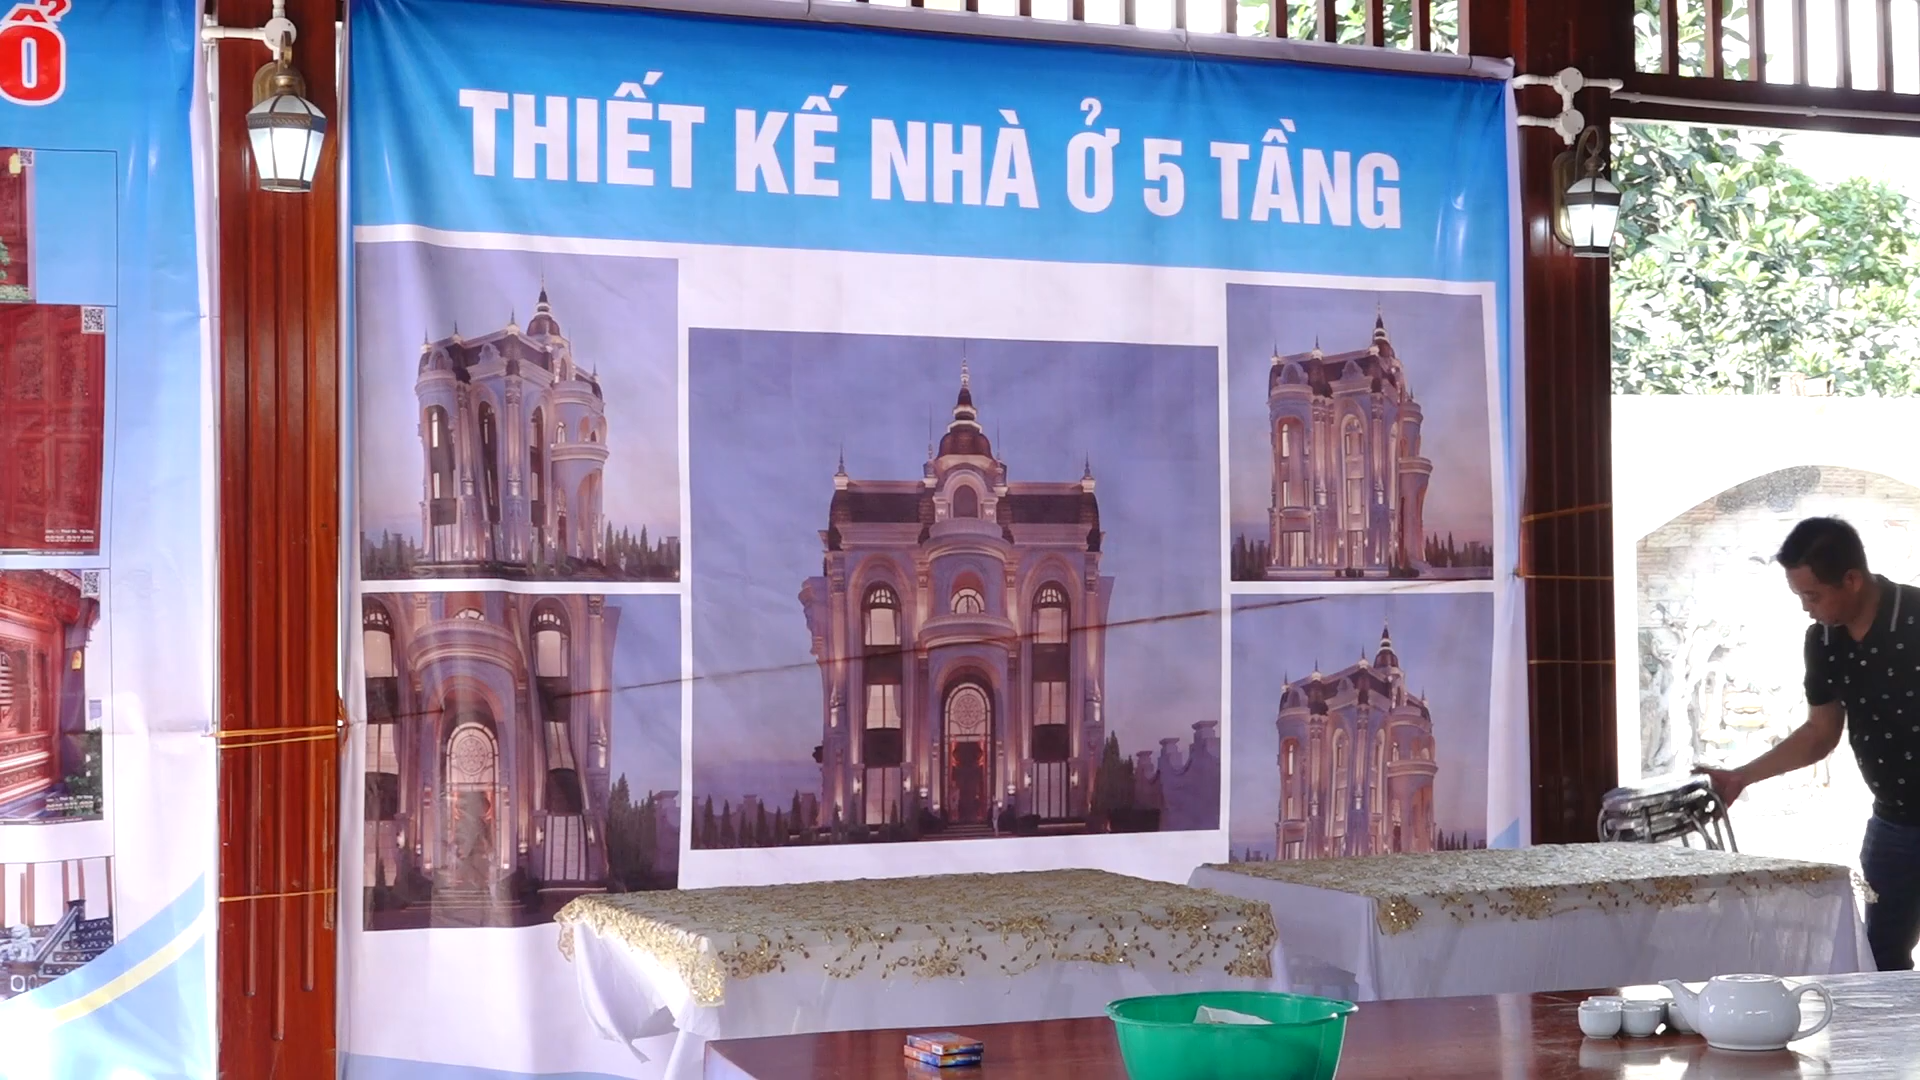 Ổ
THIẾT KẾ NHÀ Ở 5 TẦNG